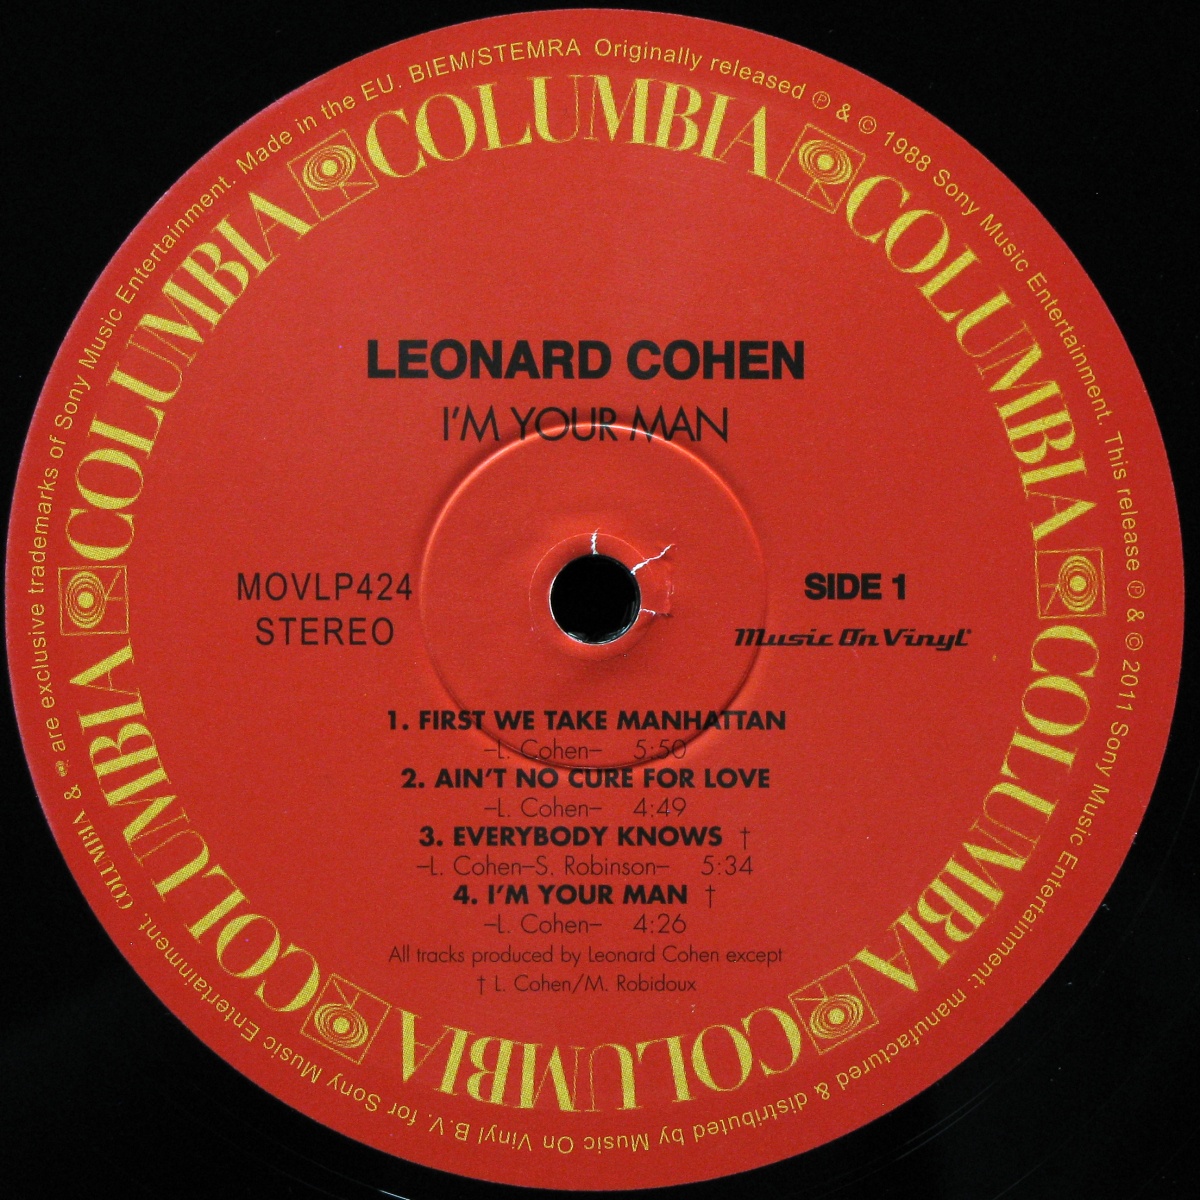 LEONARD COHEN
I'M YOUR MAN
MOVLP424
STEREO
SIDE 1
Music On Vinyl
1. FIRST WE TAKE MANHATTAN
–L. Cohen– 5:50
2. AIN'T NO CURE FOR LOVE
–L. Cohen– 4:49
3. EVERYBODY KNOWS †
–L. Cohen–S. Robinson– 5:34
4. I'M YOUR MAN †
–L. Cohen– 4:26
All tracks produced by Leonard Cohen except
† L. Cohen/M. Robidoux
COLUMBIA COLUMBIA COLUMBIA COLUMBIA COLUMBIA COLUMBIA
Originally released ℗ & © 1988 Sony Music Entertainment. This release ℗ & © 2011 Sony Music Entertainment: manufactured & distributed by Music On Vinyl B.V. for Sony Music Entertainment. COLUMBIA & are exclusive trademarks of Sony Music Entertainment. Made in the EU. BIEM/STEMRA